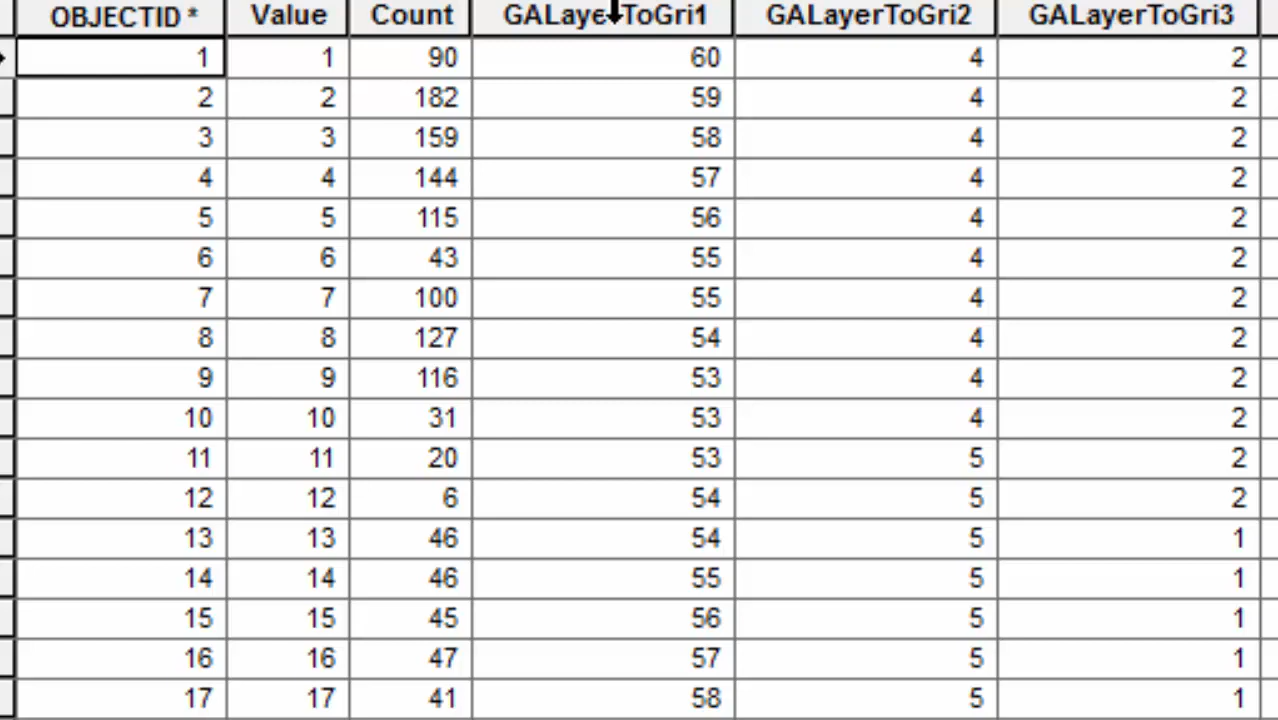 OBJECTID * Value Count GALayerToGri1 GALayerToGri2 GALayerToGri3
1 1 90 60 4 2
2 2 182 59 4 2
3 3 159 58 4 2
4 4 144 57 4 2
5 5 115 56 4 2
6 6 43 55 4 2
7 7 100 55 4 2
8 8 127 54 4 2
9 9 116 53 4 2
10 10 31 53 4 2
11 11 20 53 5 2
12 12 6 54 5 2
13 13 46 54 5 1
14 14 46 55 5 1
15 15 45 56 5 1
16 16 47 57 5 1
17 17 41 58 5 1